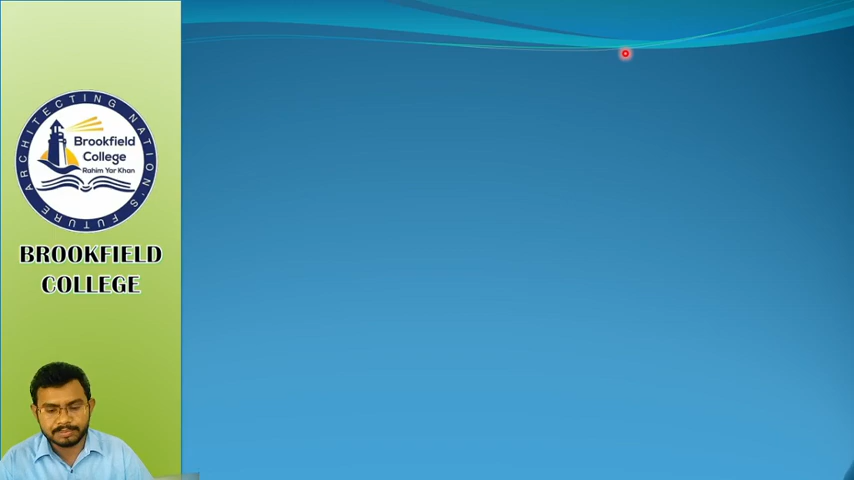 ARCHITECTING NATION'S FUTURE
Brookfield
College
Rahim Yar Khan
BROOKFIELD
COLLEGE